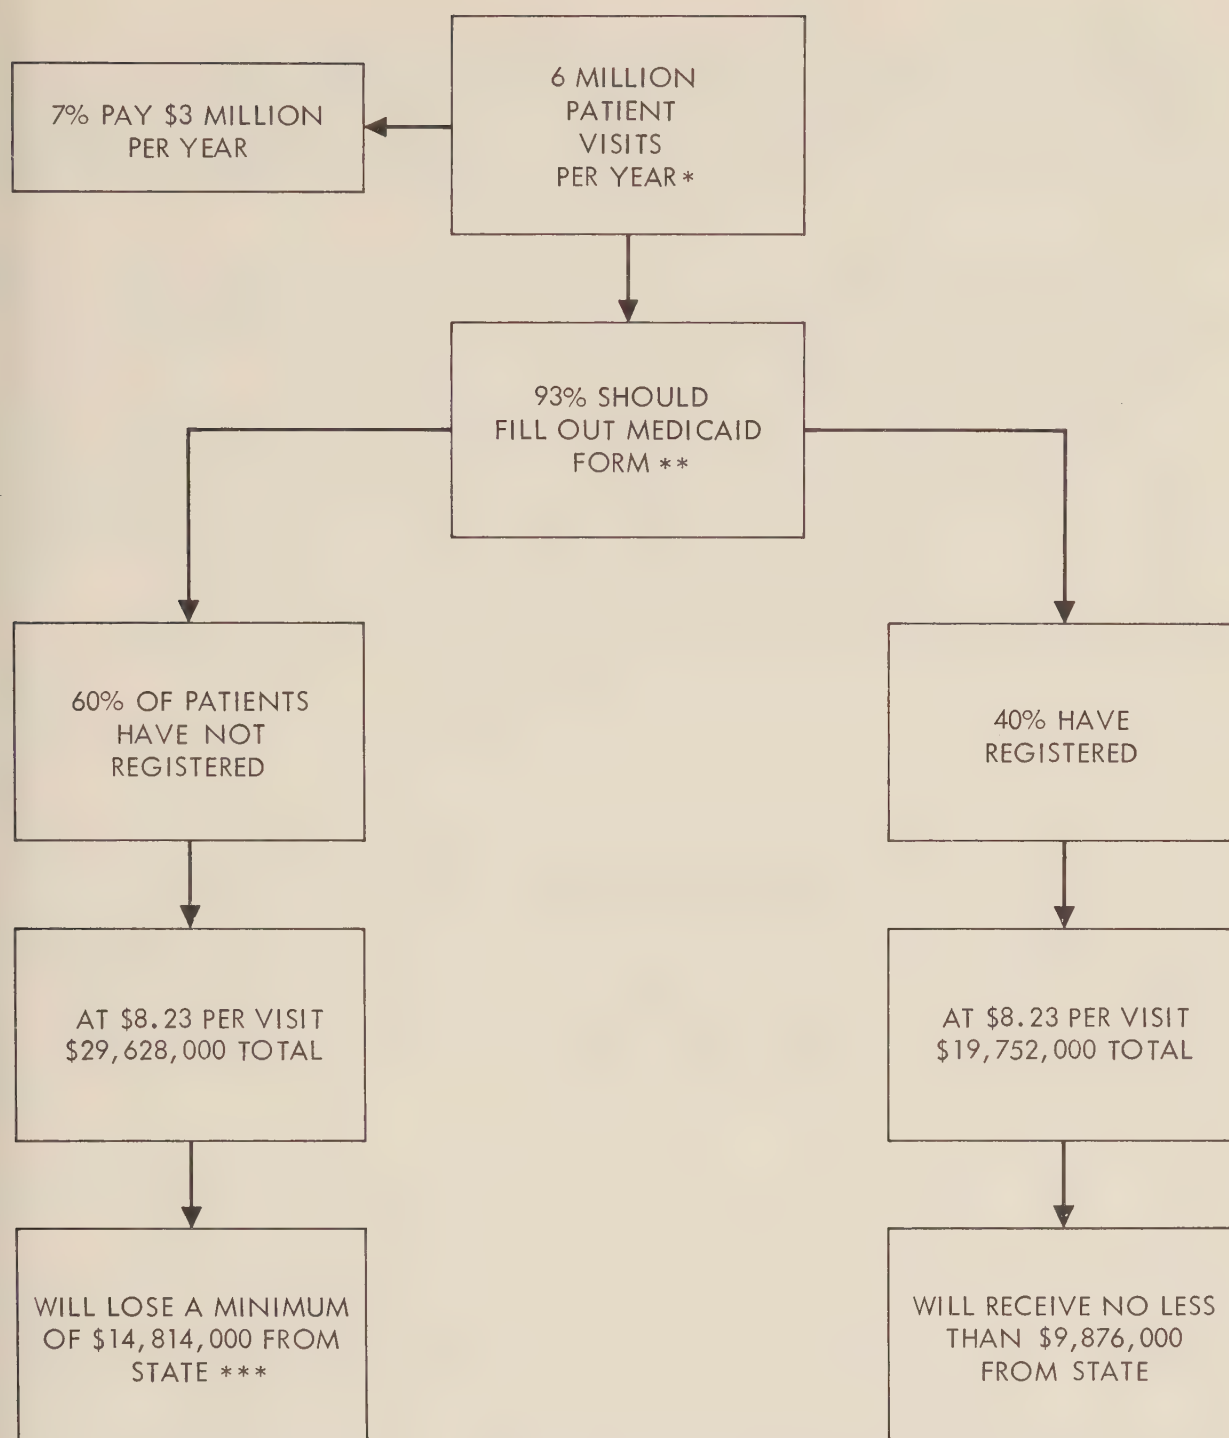 6 MILLION
PATIENT
VISITS
PER YEAR*
7% PAY $3 MILLION
PER YEAR
93% SHOULD
FILL OUT MEDICAID
FORM **
60% OF PATIENTS
HAVE NOT
REGISTERED
40% HAVE
REGISTERED
AT $8.23 PER VISIT
$29,628,000 TOTAL
AT $8.23 PER VISIT
$19,752,000 TOTAL
WILL LOSE A MINIMUM
OF $14,814,000 FROM
STATE ***
WILL RECEIVE NO LESS
THAN $9,876,000
FROM STATE